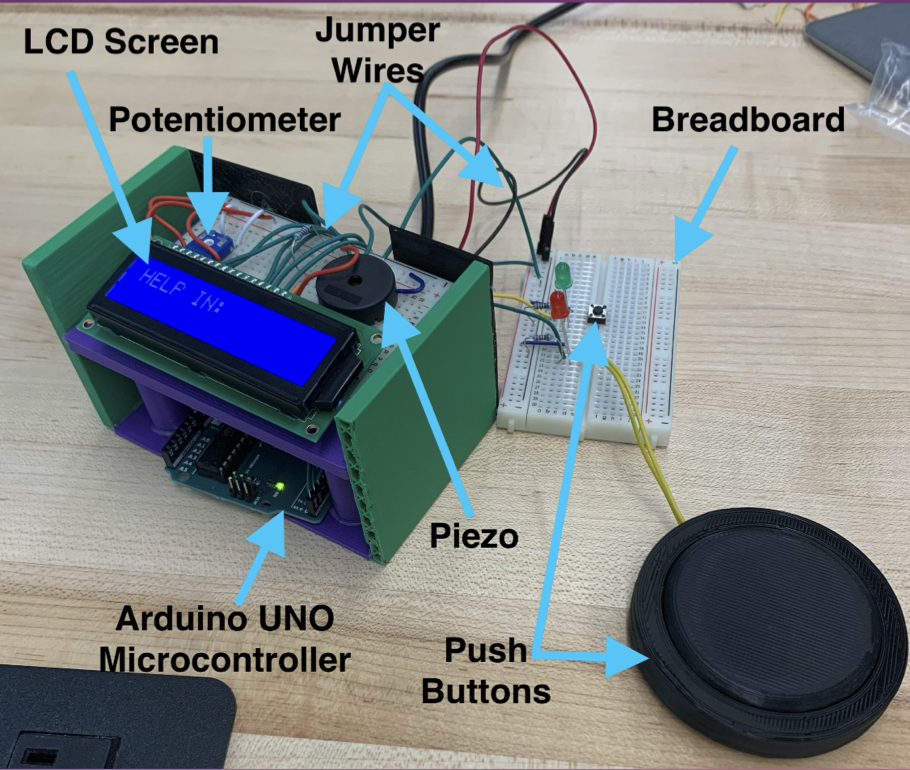 LCD Screen
Jumper
Wires
Potentiometer
Breadboard
HELP IN:
Piezo
Arduino UNO
Microcontroller
Push
Buttons